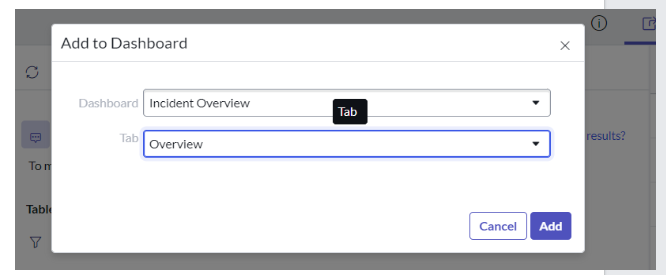 Add to Dashboard
Dashboard
Incident Overview
Tab
Tab
Overview
results?
To m
Table
Cancel
Add